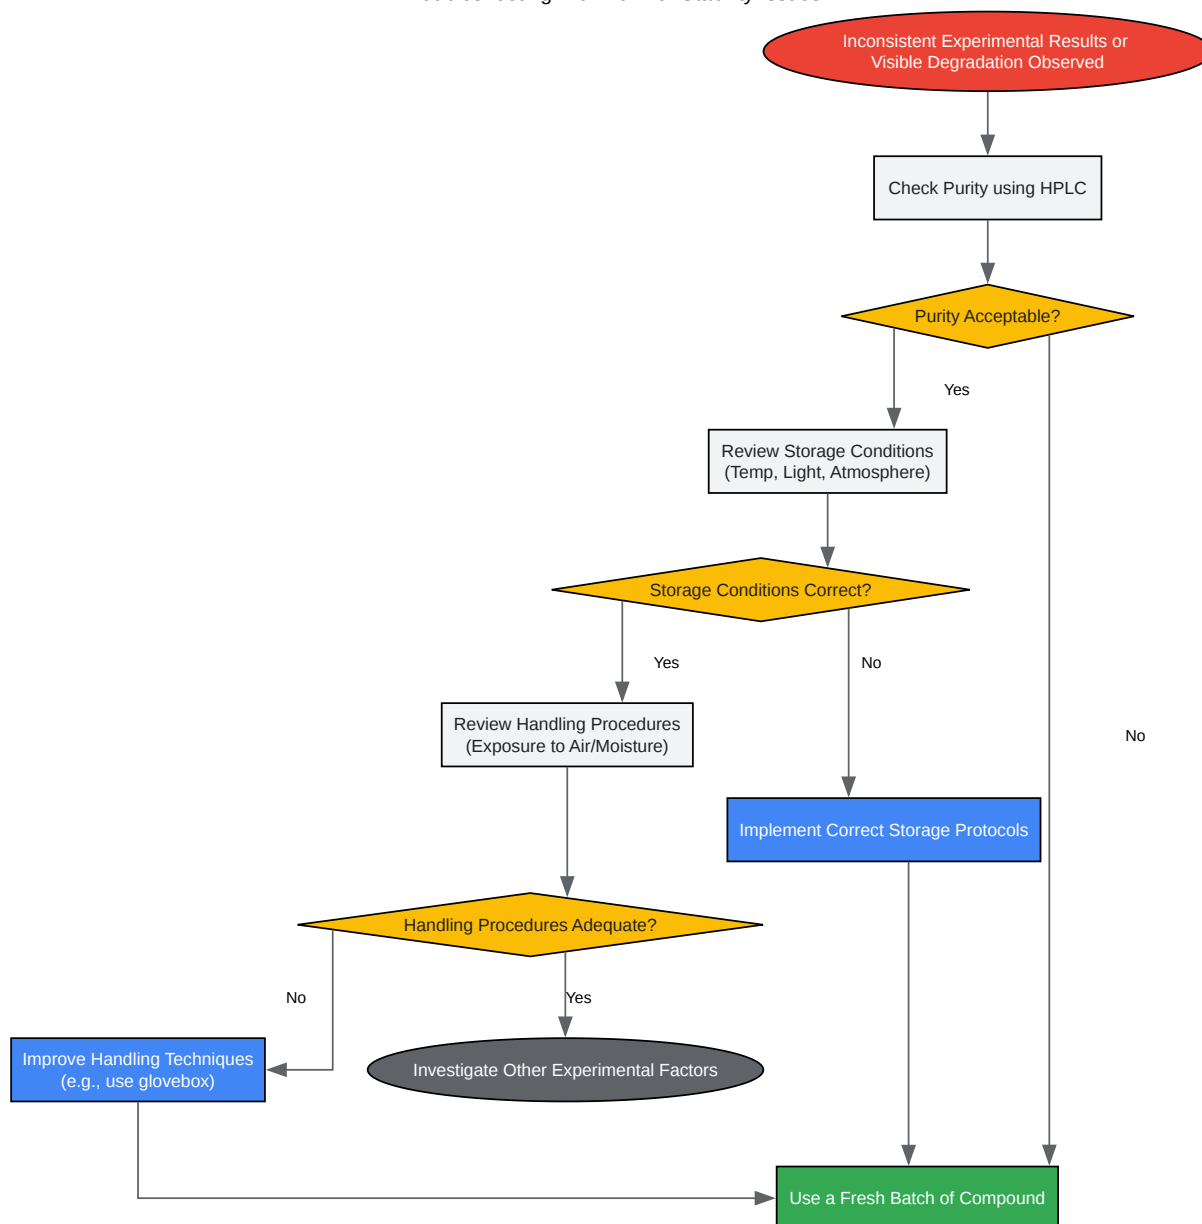 Inconsistent Experimental Results or
Visible Degradation Observed
Check Purity using HPLC
Purity Acceptable?
Yes
Review Storage Conditions
(Temp, Light, Atmosphere)
Storage Conditions Correct?
Yes
No
Review Handling Procedures
(Exposure to Air/Moisture)
No
Implement Correct Storage Protocols
Handling Procedures Adequate?
No
Yes
Improve Handling Techniques
(e.g., use glovebox)
Investigate Other Experimental Factors
Use a Fresh Batch of Compound